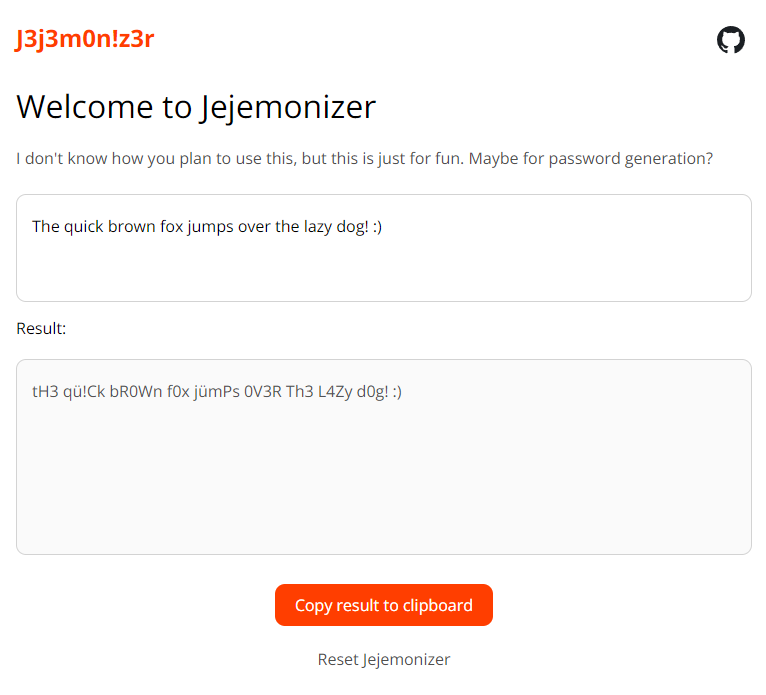 J3j3m0n!z3r
Welcome to Jejemonizer
I don't know how you plan to use this, but this is just for fun. Maybe for password generation?
The quick brown fox jumps over the lazy dog! :)
Result:
tH3 qü!Ck bR0Wn f0x jümPs 0V3R Th3 L4Zy d0g! :)
Copy result to clipboard
Reset Jejemonizer